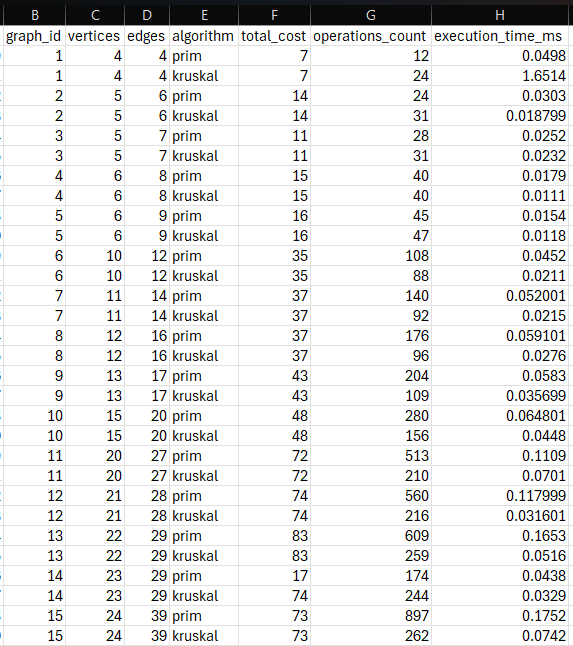 B C D E F G H
graph_id vertices edges algorithm total_cost operations_count execution_time_ms
1 4 4 prim 7 12 0.0498
1 4 4 kruskal 7 24 1.6514
2 5 6 prim 14 24 0.0303
2 5 6 kruskal 14 31 0.018799
3 5 7 prim 11 28 0.0252
3 5 7 kruskal 11 31 0.0232
4 6 8 prim 15 40 0.0179
4 6 8 kruskal 15 40 0.0111
5 6 9 prim 16 45 0.0154
5 6 9 kruskal 16 47 0.0118
6 10 12 prim 35 108 0.0452
6 10 12 kruskal 35 88 0.0211
7 11 14 prim 37 140 0.052001
7 11 14 kruskal 37 92 0.0215
8 12 16 prim 37 176 0.059101
8 12 16 kruskal 37 96 0.0276
9 13 17 prim 43 204 0.0583
9 13 17 kruskal 43 109 0.035699
10 15 20 prim 48 280 0.064801
10 15 20 kruskal 48 156 0.0448
11 20 27 prim 72 513 0.1109
11 20 27 kruskal 72 210 0.0701
12 21 28 prim 74 560 0.117999
12 21 28 kruskal 74 216 0.031601
13 22 29 prim 83 609 0.1653
13 22 29 kruskal 83 259 0.0516
14 23 29 prim 17 174 0.0438
14 23 29 kruskal 74 244 0.0329
15 24 39 prim 73 897 0.1752
15 24 39 kruskal 73 262 0.0742